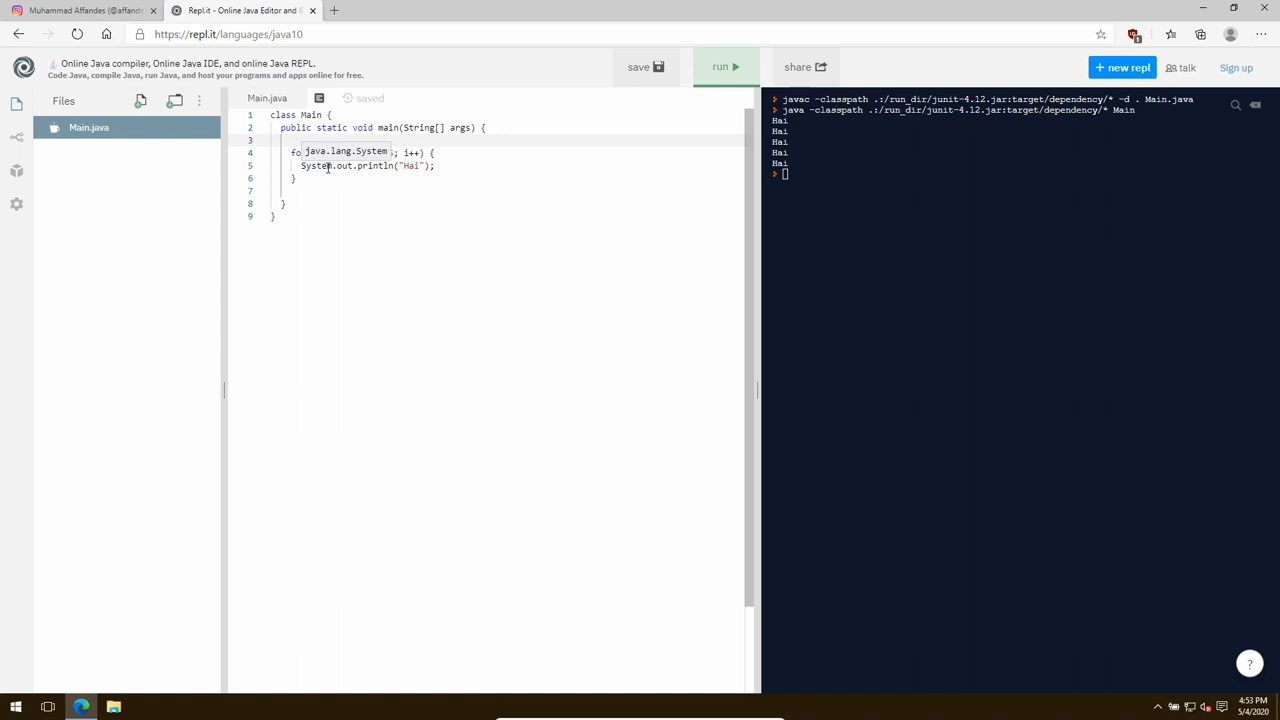 Muhammad Affandes (@affande
Repl.it - Online Java Editor and I
https://repl.it/languages/java10
Online Java compiler, Online Java IDE, and online Java REPL.
Code Java, compile Java, run Java, and host your programs and apps online for free.
save
run
share
+ new repl
talk
Sign up
Files
Main.java
Main.java
saved
1 class Main {
2 public static void main(String[] args) {
3
java.lang.System
4 fo ; i++) {
5 System.out.println("Hai");
6 }
7
8 }
9 }
javac -classpath .:/run_dir/junit-4.12.jar:target/dependency/* -d . Main.java
java -classpath .:/run_dir/junit-4.12.jar:target/dependency/* Main
Hai
Hai
Hai
Hai
Hai
?
4:53 PM
5/4/2020